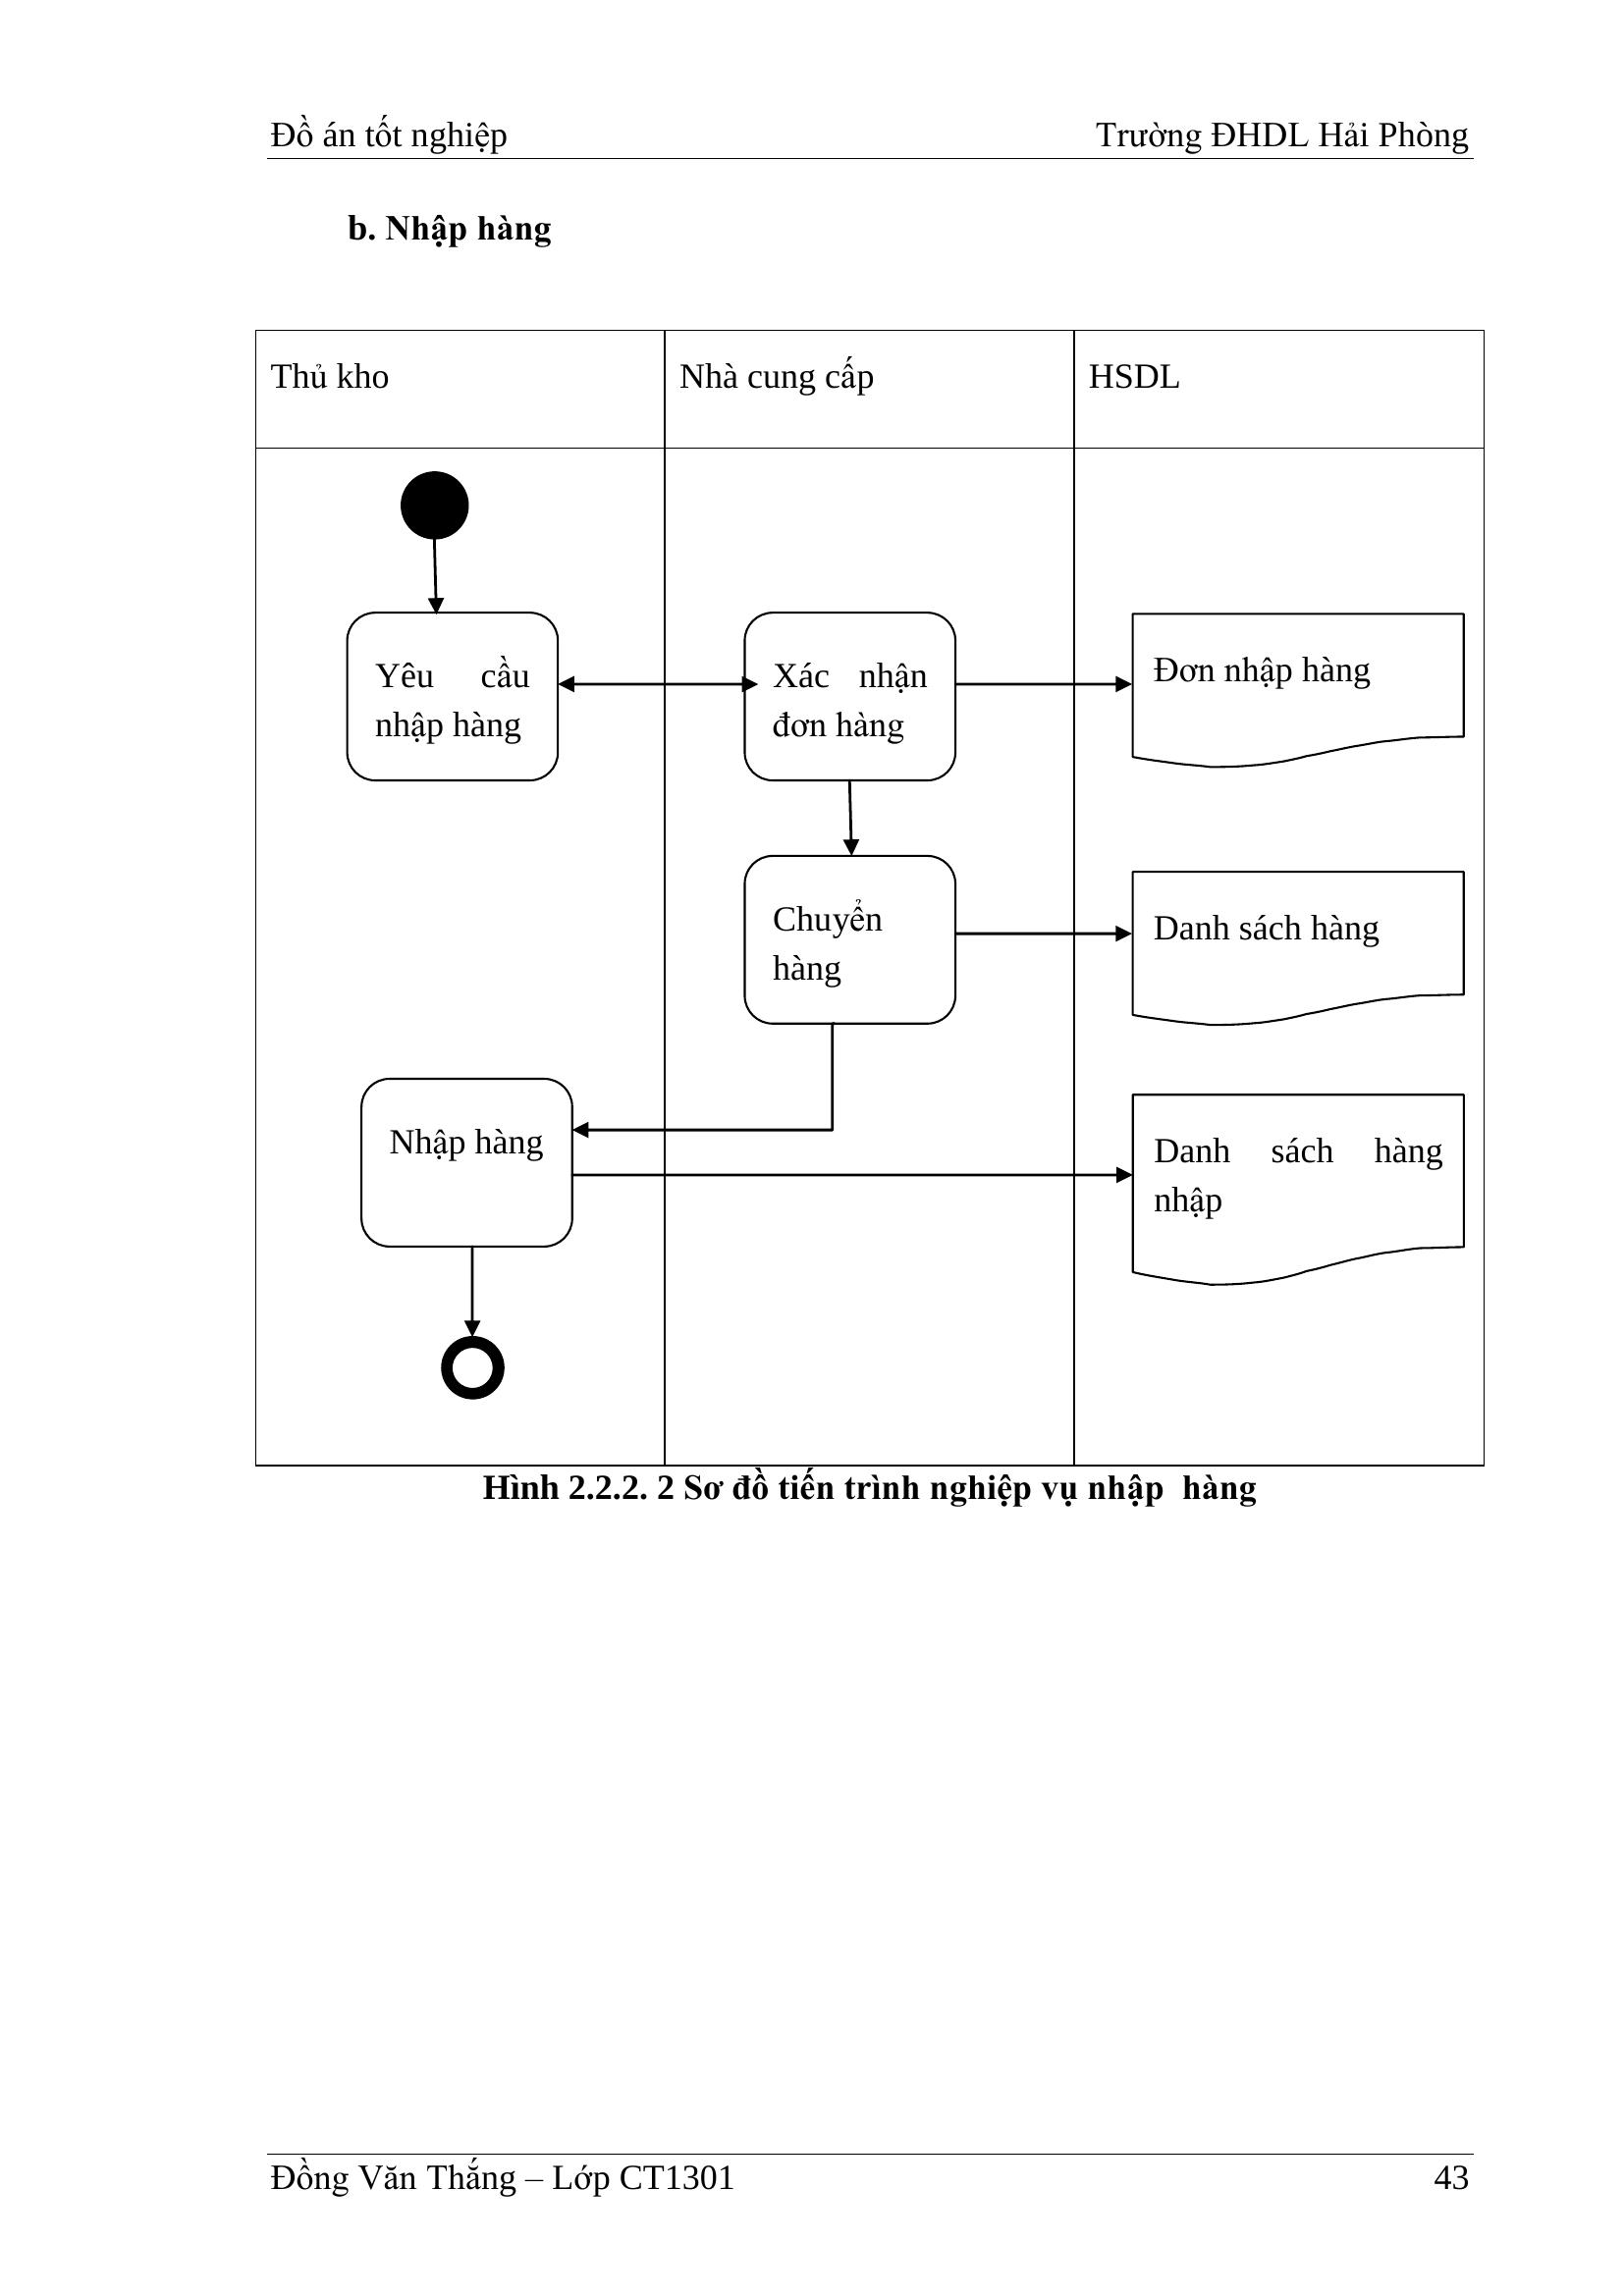 Đồ án tốt nghiệp Trường ĐHDL Hải Phòng
b. Nhập hàng
Thủ kho Nhà cung cấp HSDL
Yêu cầu
nhập hàng
Xác nhận
đơn hàng
Đơn nhập hàng
Chuyển
hàng
Danh sách hàng
Nhập hàng
Danh sách hàng
nhập
Hình 2.2.2. 2 Sơ đồ tiến trình nghiệp vụ nhập hàng
Đồng Văn Thắng – Lớp CT1301 43